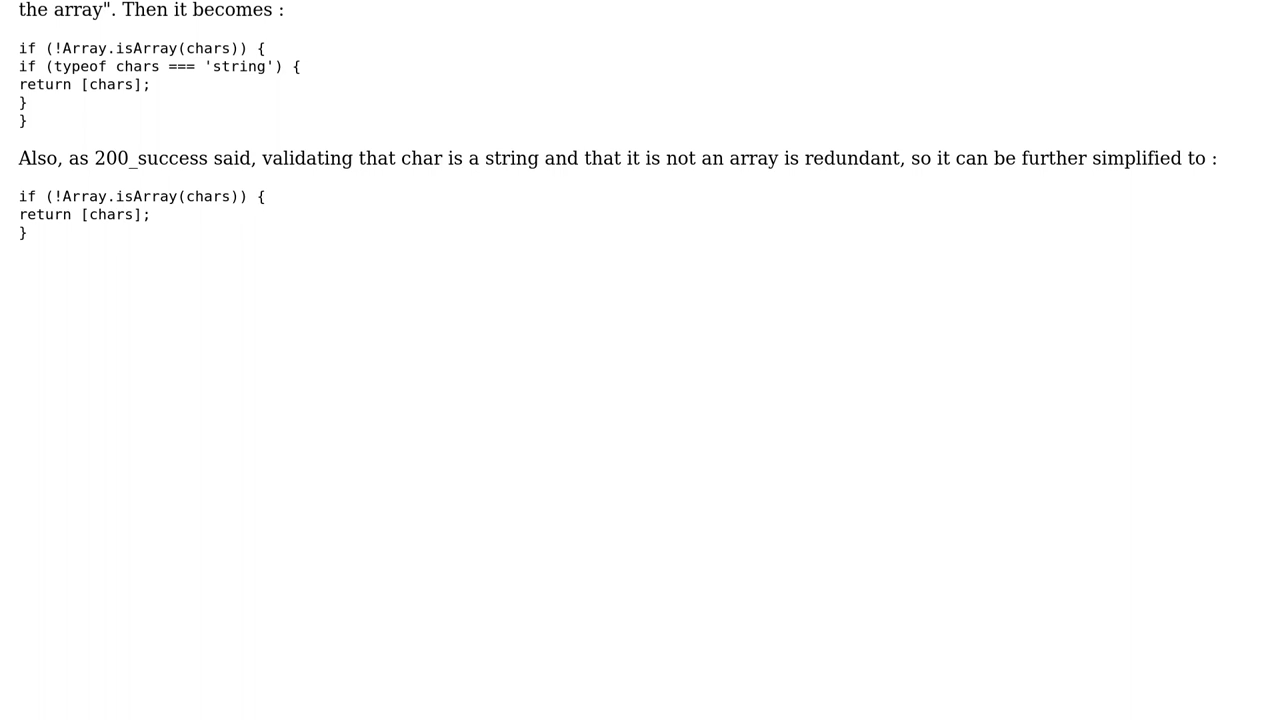 the array". Then it becomes :
if (!Array.isArray(chars)) {
if (typeof chars === 'string') {
return [chars];
}
}
Also, as 200_success said, validating that char is a string and that it is not an array is redundant, so it can be further simplified to :
if (!Array.isArray(chars)) {
return [chars];
}